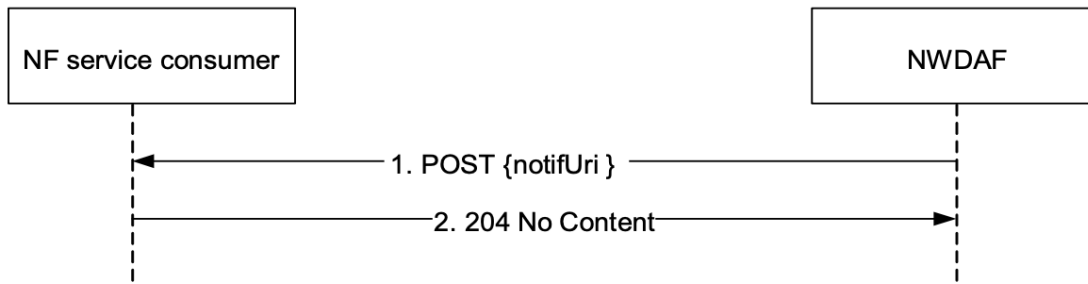 NF service consumer
NWDAF
1. POST {notifUri }
2. 204 No Content